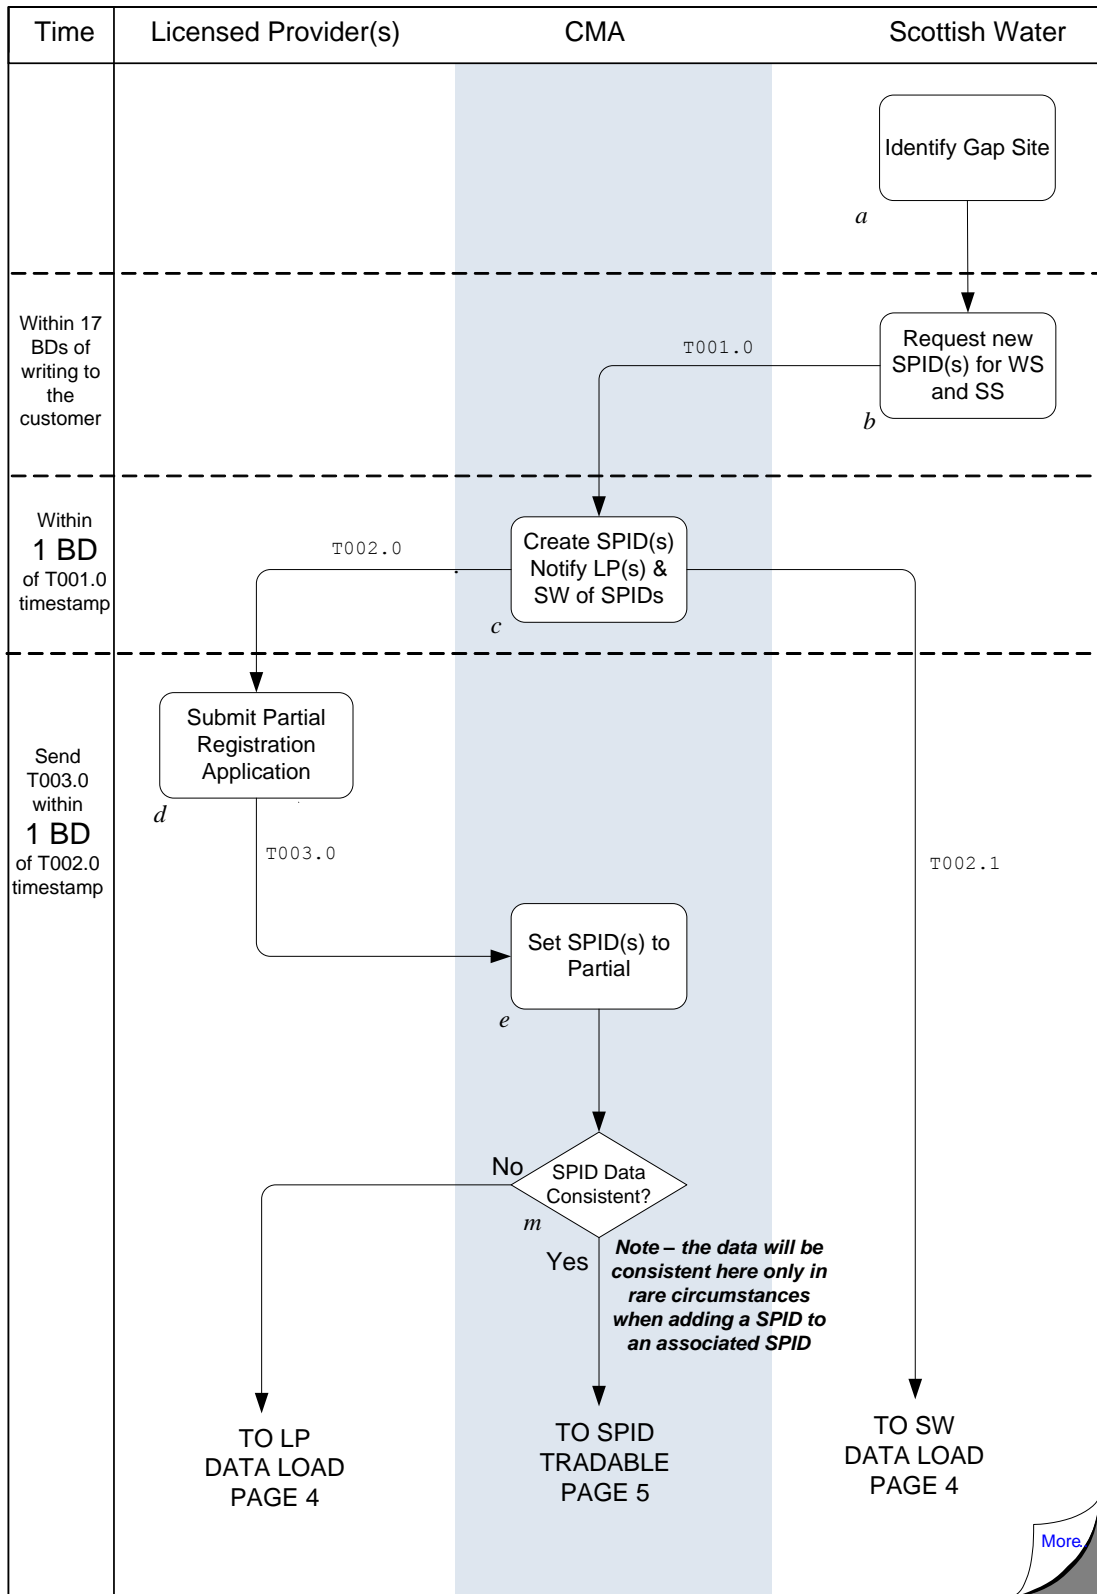 Time
Licensed Provider(s)
CMA
Scottish Water
Identify Gap Site
a
Within 17
BDs of
writing to
the
customer
T001.0
Request new
SPID(s) for WS
and SS
b
Within
1 BD
of T001.0
timestamp
T002.0
Create SPID(s)
Notify LP(s) &
SW of SPIDs
c
Send
T003.0
within
1 BD
of T002.0
timestamp
Submit Partial
Registration
Application
d
T003.0
T002.1
Set SPID(s) to
Partial
e
No
SPID Data
Consistent?
m
Yes
Note – the data will be
consistent here only in
rare circumstances
when adding a SPID to
an associated SPID
TO LP
DATA LOAD
PAGE 4
TO SPID
TRADABLE
PAGE 5
TO SW
DATA LOAD
PAGE 4
More..